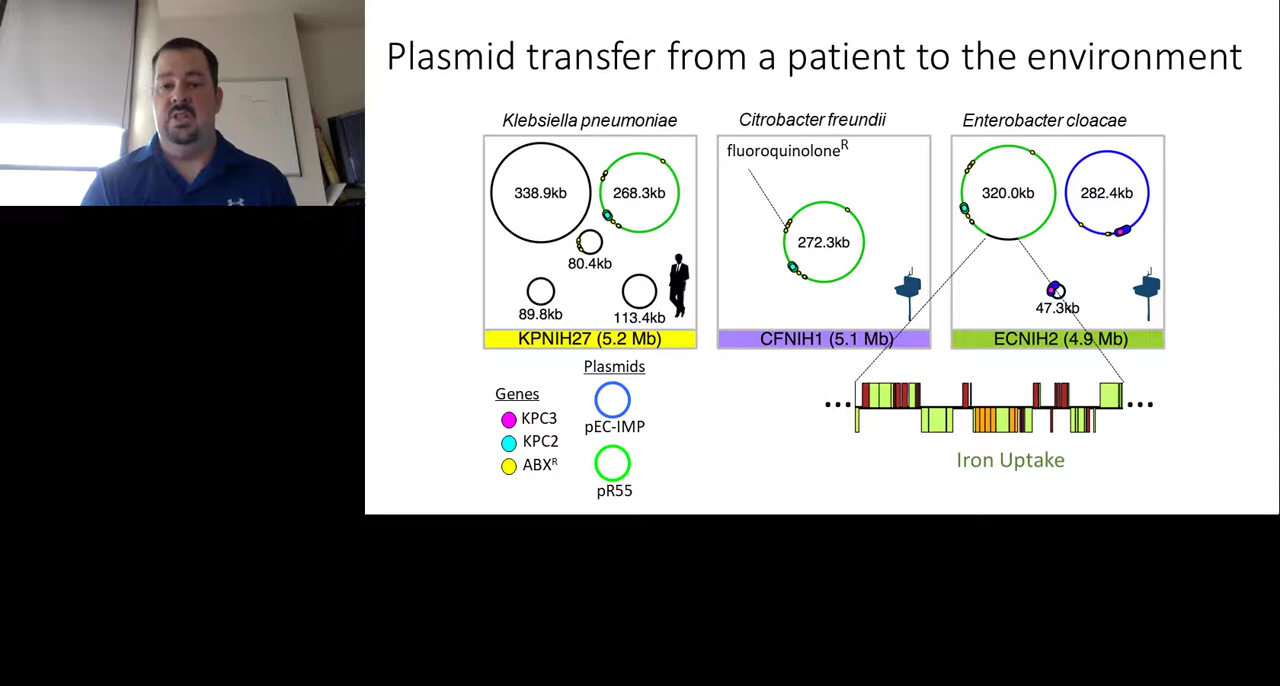 Plasmid transfer from a patient to the environment
Klebsiella pneumoniae
338.9kb
268.3kb
80.4kb
89.8kb
113.4kb
KPNIH27 (5.2 Mb)
Citrobacter freundii
fluoroquinoloneR
272.3kb
CFNIH1 (5.1 Mb)
Enterobacter cloacae
320.0kb
282.4kb
47.3kb
ECNIH2 (4.9 Mb)
Genes
KPC3
KPC2
ABXR
Plasmids
pEC-IMP
pR55
Iron Uptake